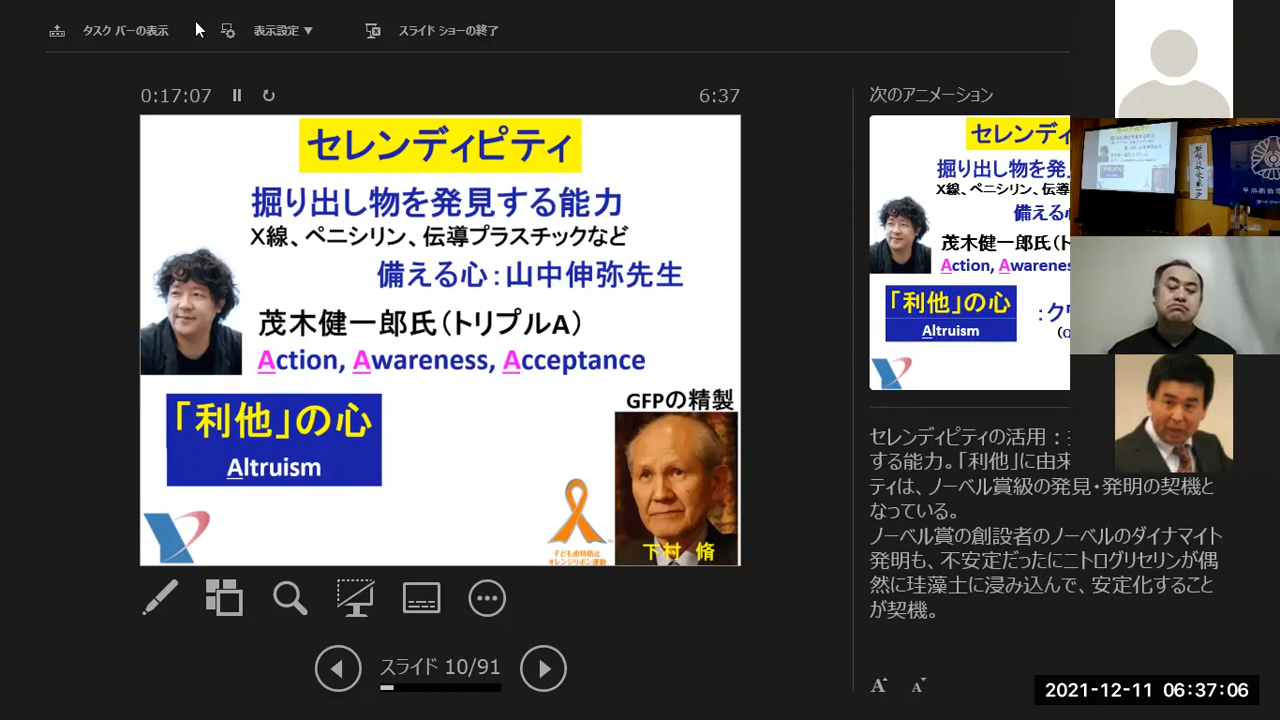 タスク バーの表示
表示設定 ▼
スライド ショーの終了
0:17:07
6:37
セレンディピティ
掘り出し物を発見する能力
X線、ペニシリン、伝導プラスチックなど
備える心：山中伸弥先生
茂木健一郎氏（トリプルA）
Action, Awareness, Acceptance
「利他」の心
Altruism
GFPの精製
下村 脩
子ども虐待防止
オレンジリボン運動
スライド 10/91
次のアニメーション
セレンディ
掘り出し物を発
X線、ペニシリン、伝導
備える心
茂木健一郎氏（ト
Action, Awarene
「利他」の心
Altruism
：ク
セレンディピティの活用：
する能力。「利他」に由来
ティは、ノーベル賞級の発見・発明の契機と
なっている。
ノーベル賞の創設者のノーベルのダイナマイト
発明も、不安定だったにニトログリセリンが偶
然に珪藻土に浸み込んで、安定化すること
が契機。
2021-12-11 06:37:06